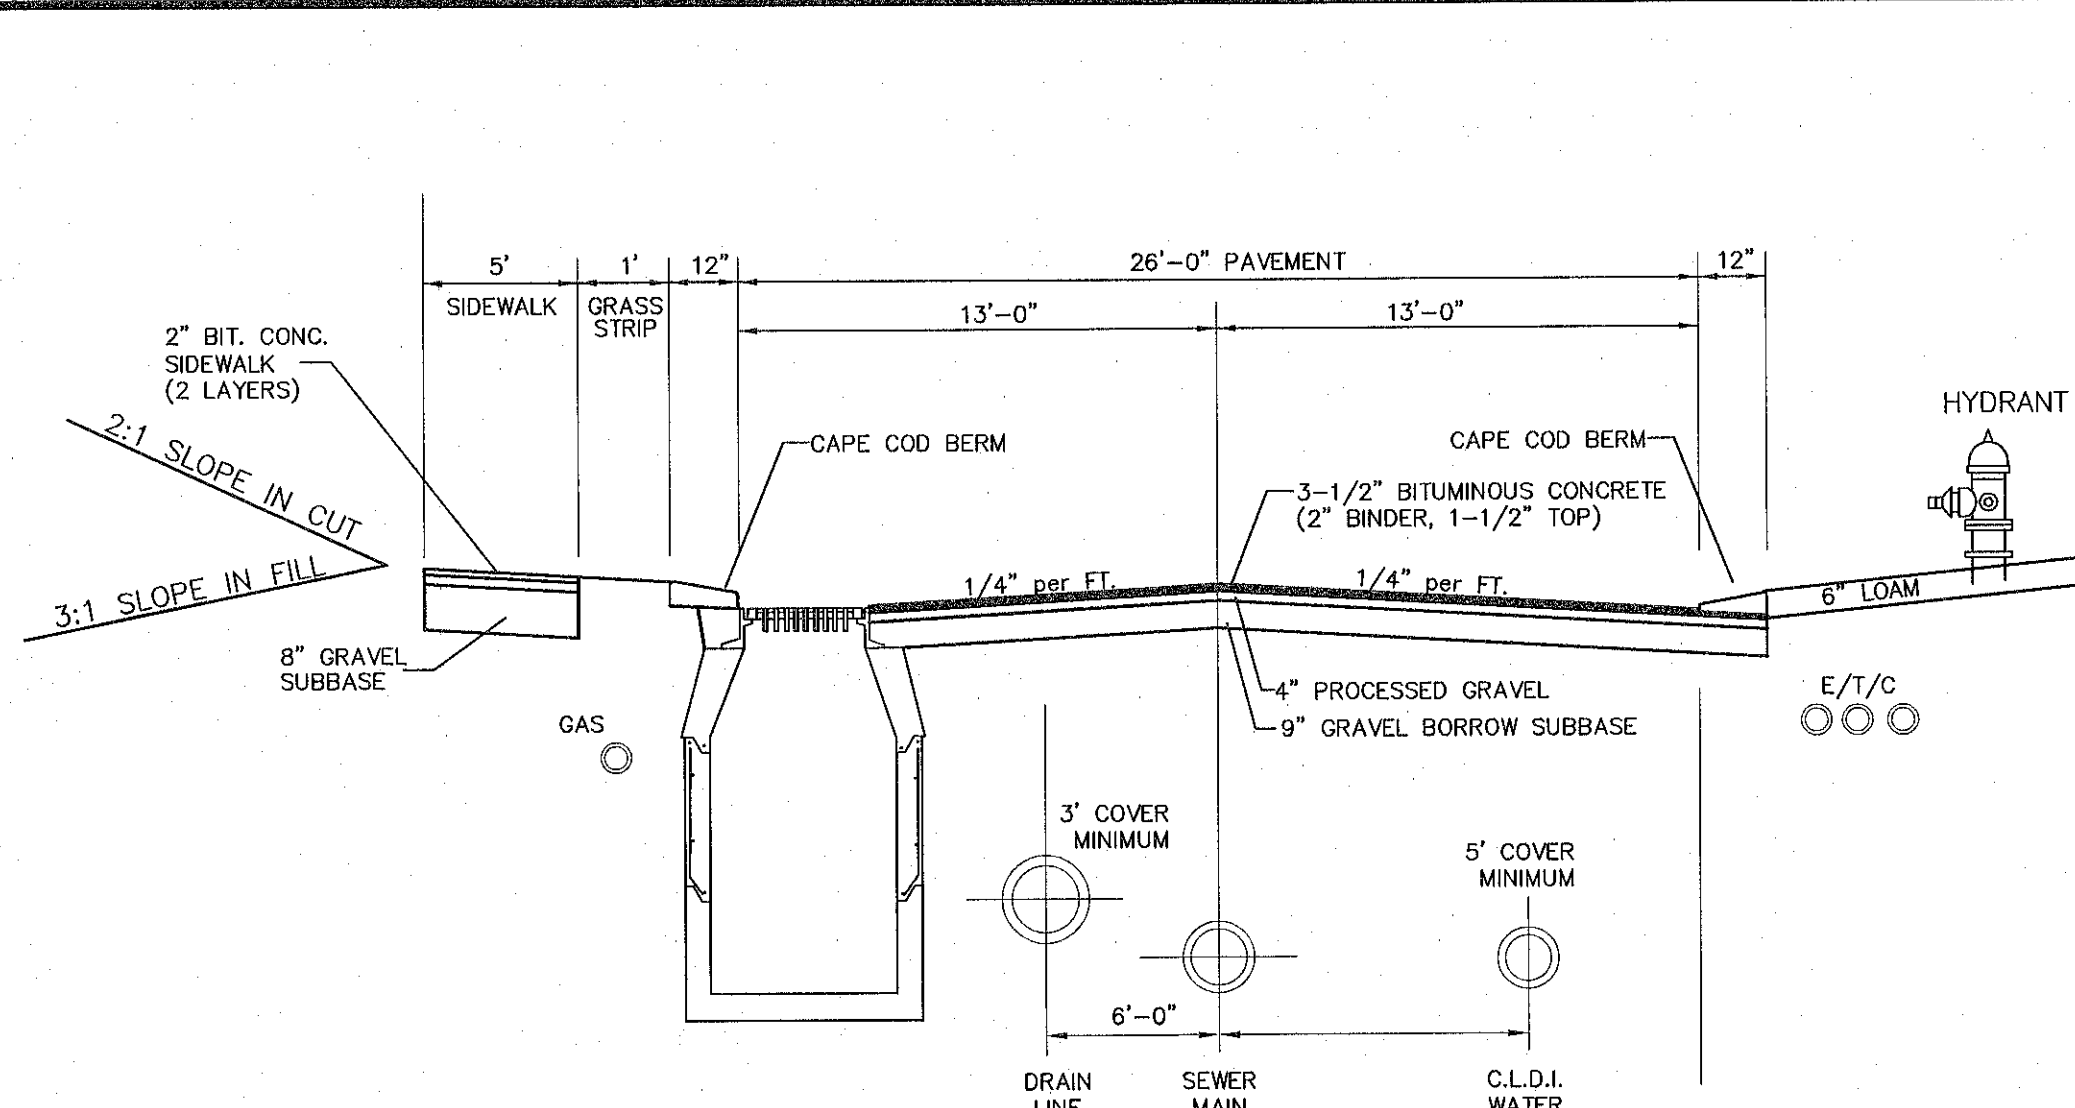 5'
1'
12"
26'-0" PAVEMENT
12"
SIDEWALK
GRASS
STRIP
13'-0"
13'-0"
2" BIT. CONC.
SIDEWALK
(2 LAYERS)
HYDRANT
2:1 SLOPE IN CUT
CAPE COD BERM
CAPE COD BERM
3-1/2" BITUMINOUS CONCRETE
(2" BINDER, 1-1/2" TOP)
3:1 SLOPE IN FILL
1/4" per FT.
1/4" per FT.
6" LOAM
8" GRAVEL
SUBBASE
4" PROCESSED GRAVEL
9" GRAVEL BORROW SUBBASE
E/T/C
GAS
3' COVER
MINIMUM
5' COVER
MINIMUM
6'-0"
DRAIN
LINE
SEWER
MAIN
C.L.D.I.
WATER